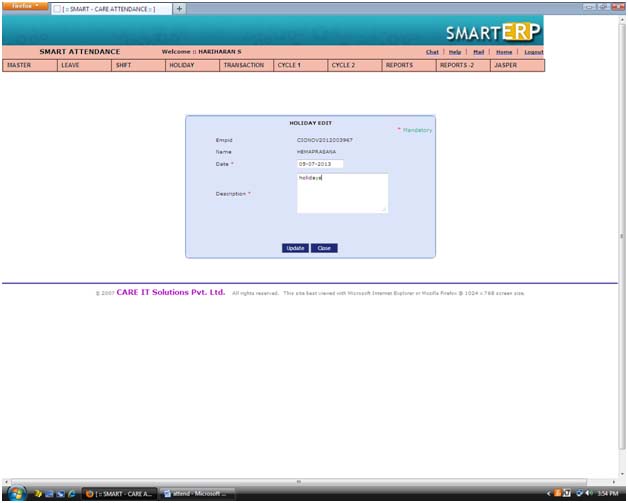 Firefox
[ :: SMART - CARE ATTENDANCE :: ]
SMARTERP
SMART ATTENDANCE Welcome :: HARIHARAN S Chat | Help | Mail | Home | Logout
MASTER LEAVE SHIFT HOLIDAY TRANSACTION CYCLE 1 CYCLE 2 REPORTS REPORTS -2 JASPER
HOLIDAY EDIT
* Mandatory
Empid CSONOV2012003967
Name HEMAPRASANA
Date * 05-07-2013
holidays
Description *
Update Close
© 2007 CARE IT Solutions Pvt. Ltd. All rights reserved. This site best viewed with Microsoft Internet Explorer or Mozilla Firefox @ 1024 x 768 screen size.
[ :: SMART - CARE A... attend - Microsoft ... 3:54 PM